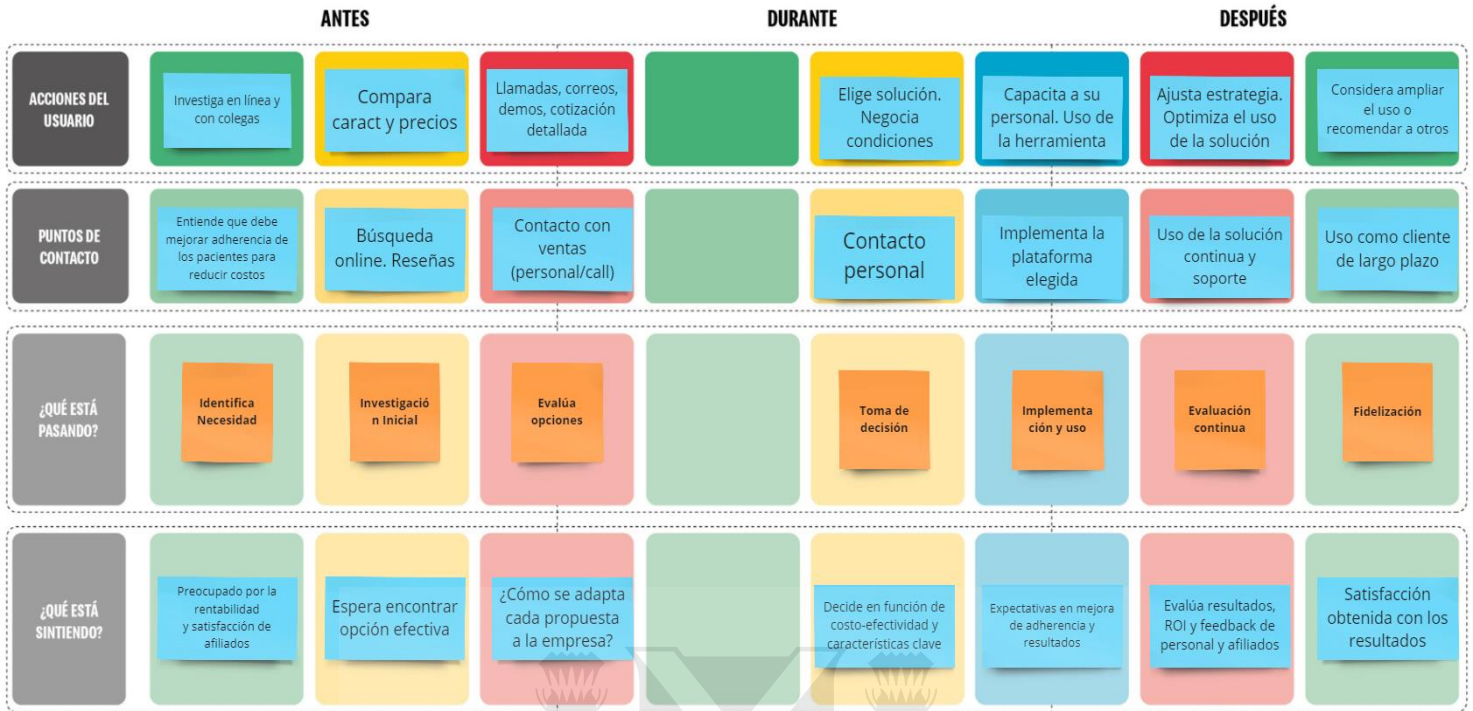 ANTES
DURANTE
DESPUÉS
ACCIONES DEL
USUARIO
Investiga en línea y
con colegas
Compara
caract y precios
Llamadas, correos,
demos, cotización
detallada
Elige solución.
Negocia
condiciones
Capacita a su
personal. Uso de
la herramienta
Ajusta estrategia.
Optimiza el uso
de la solución
Considera ampliar
el uso o
recomendar a otros
PUNTOS DE
CONTACTO
Entiende que debe
mejorar adherencia de
los pacientes para
reducir costos
Búsqueda
online. Reseñas
Contacto con
ventas
(personal/call)
Contacto
personal
Implementa la
plataforma
elegida
Uso de la solución
continua y
soporte
Uso como cliente
de largo plazo
¿QUÉ ESTÁ
PASANDO?
Identifica
Necesidad
Investigació
n Inicial
Evalúa
opciones
Toma de
decisión
Implementa
ción y uso
Evaluación
continua
Fidelización
¿QUÉ ESTÁ
SINTIENDO?
Preocupado por la
rentabilidad
y satisfacción de
afiliados
Espera encontrar
opción efectiva
¿Cómo se adapta
cada propuesta
a la empresa?
Decide en función de
costo-efectividad y
características clave
Expectativas en mejora
de adherencia y
resultados
Evalúa resultados,
ROI y feedback de
personal y afiliados
Satisfacción
obtenida con los
resultados